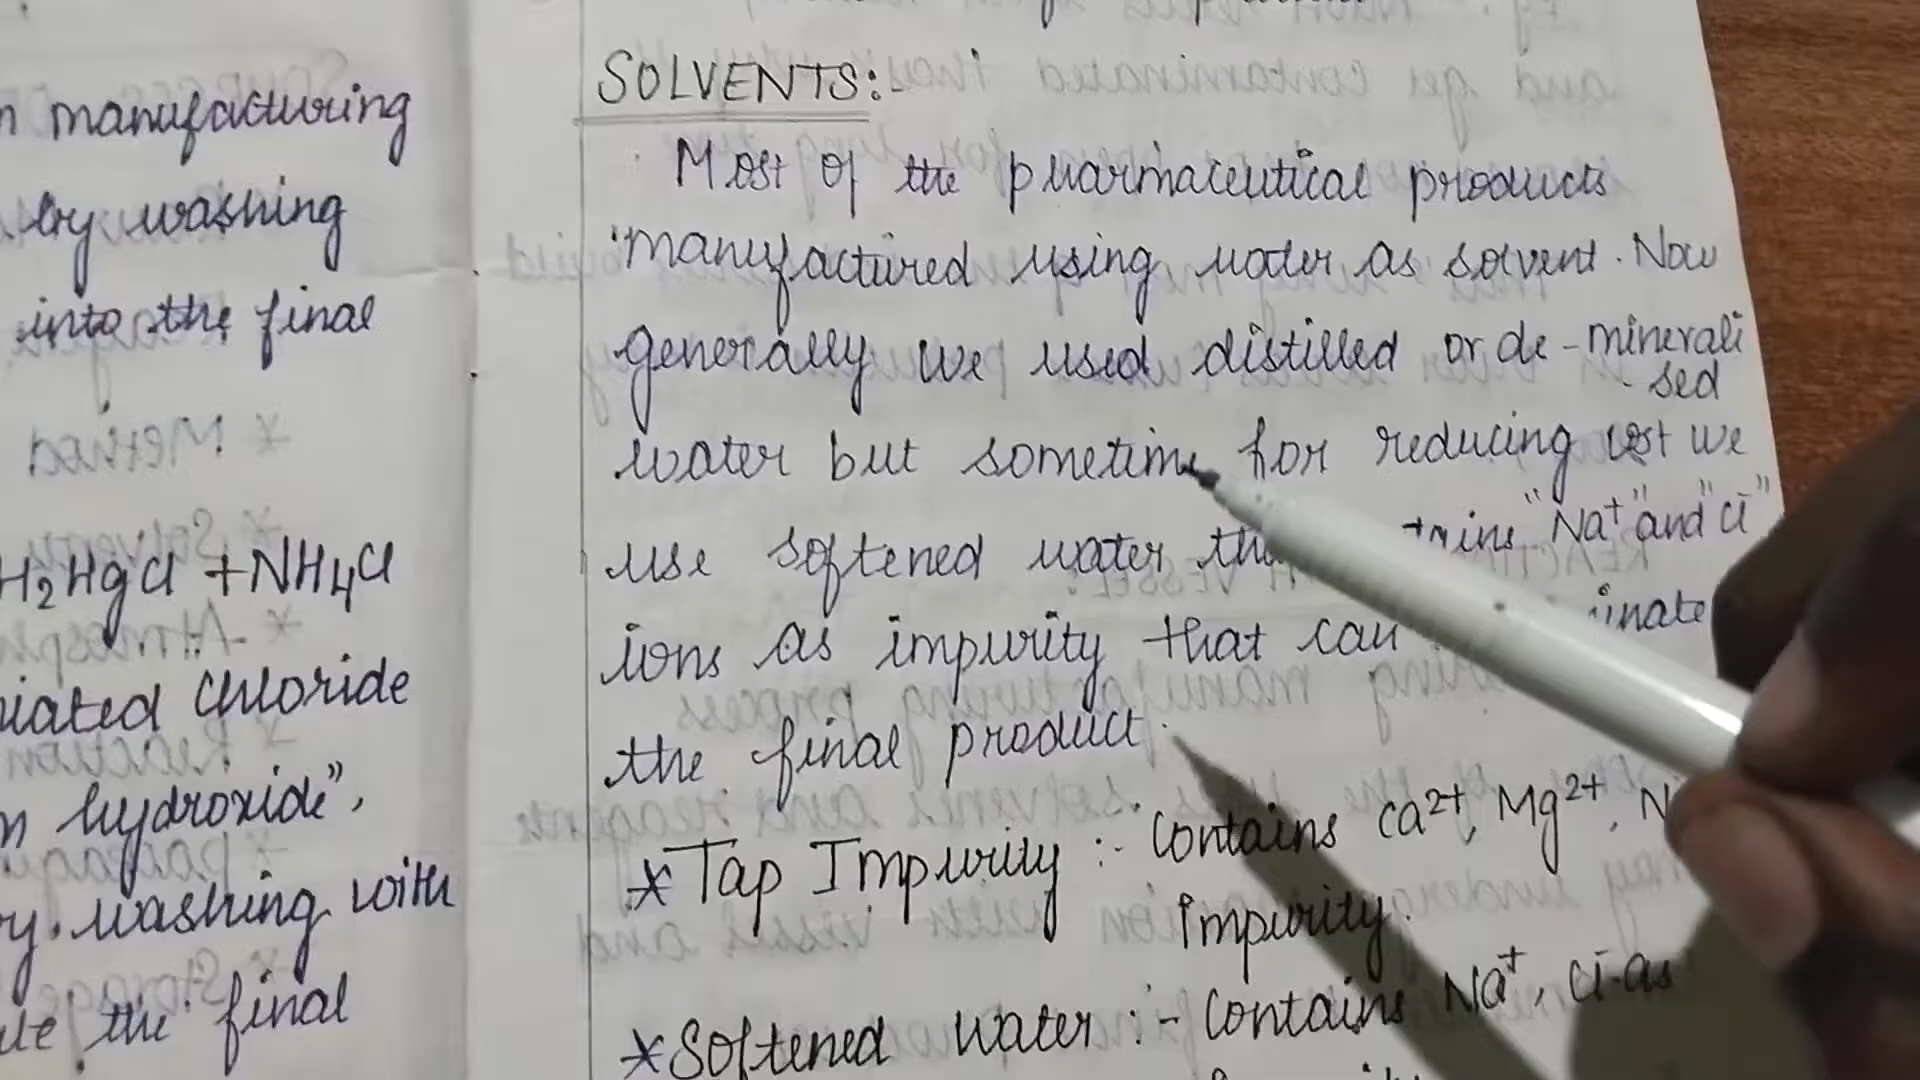 manufacturing
by washing
into the final
H2HgCl + NH4Cl
chloride
hydroxide",
washing with
the final
SOLVENTS:
Most of the pharmaceutical products
manufactured using water as solvent. Now
generally we used distilled or de-minerali
sed
water but sometime for reducing cost we
use softened water "Na⁺" and "Cl⁻"
ions as impurity that can
the final product.
* Tap Impurity :- Contains Ca²⁺, Mg²⁺,
impurity.
* Softened water :- Contains Na⁺, Cl⁻ as